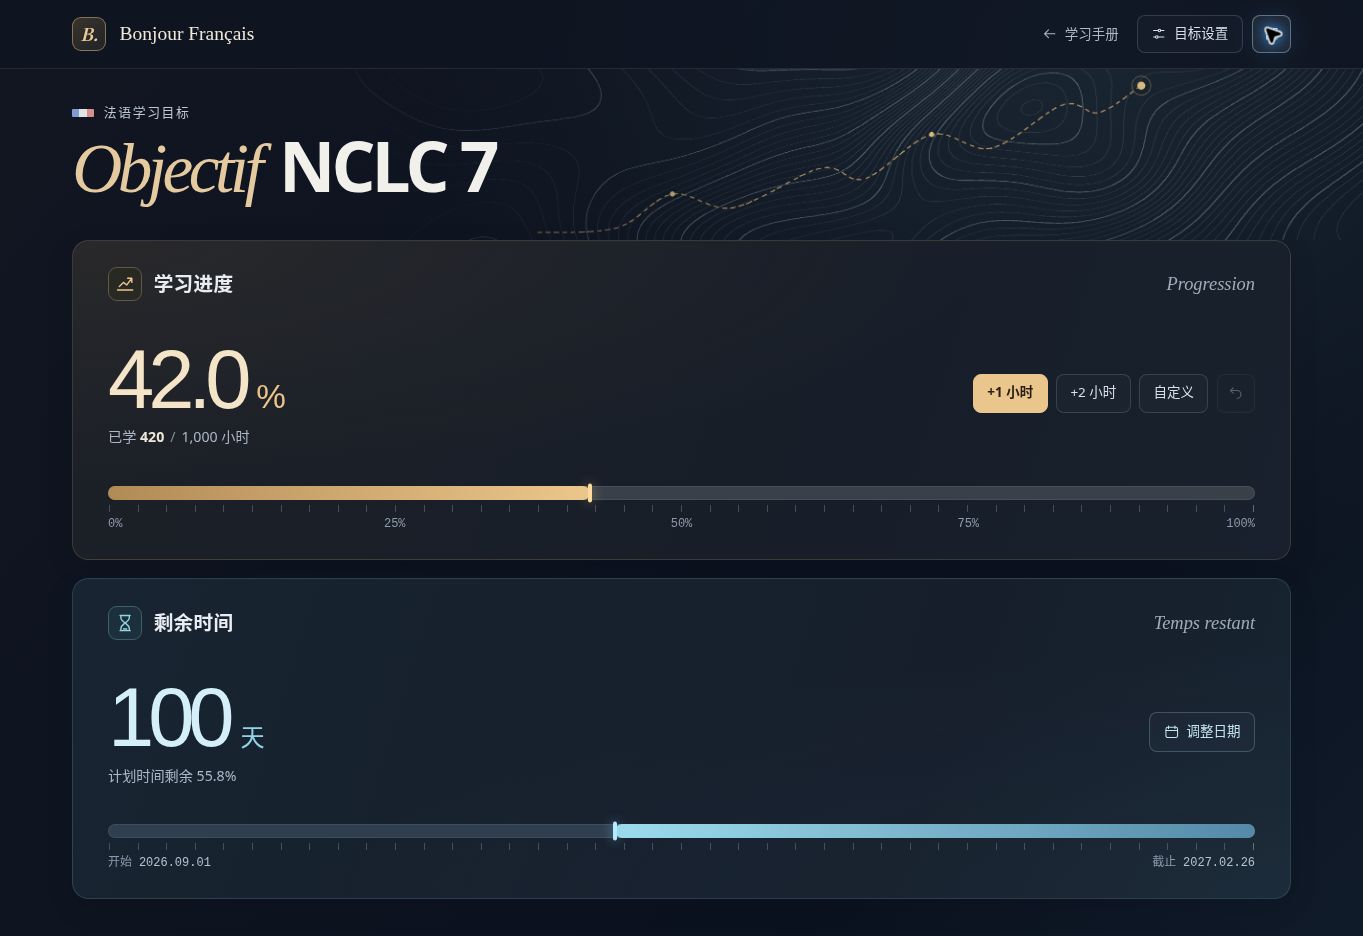 B.
Bonjour Français
学习手册
目标设置
法语学习目标
Objectif NCLC 7
学习进度
Progression
42.0 %
+1 小时
+2 小时
自定义
已学 420 / 1,000 小时
0%
25%
50%
75%
100%
剩余时间
Temps restant
100 天
调整日期
计划时间剩余 55.8%
开始 2026.09.01
截止 2027.02.26